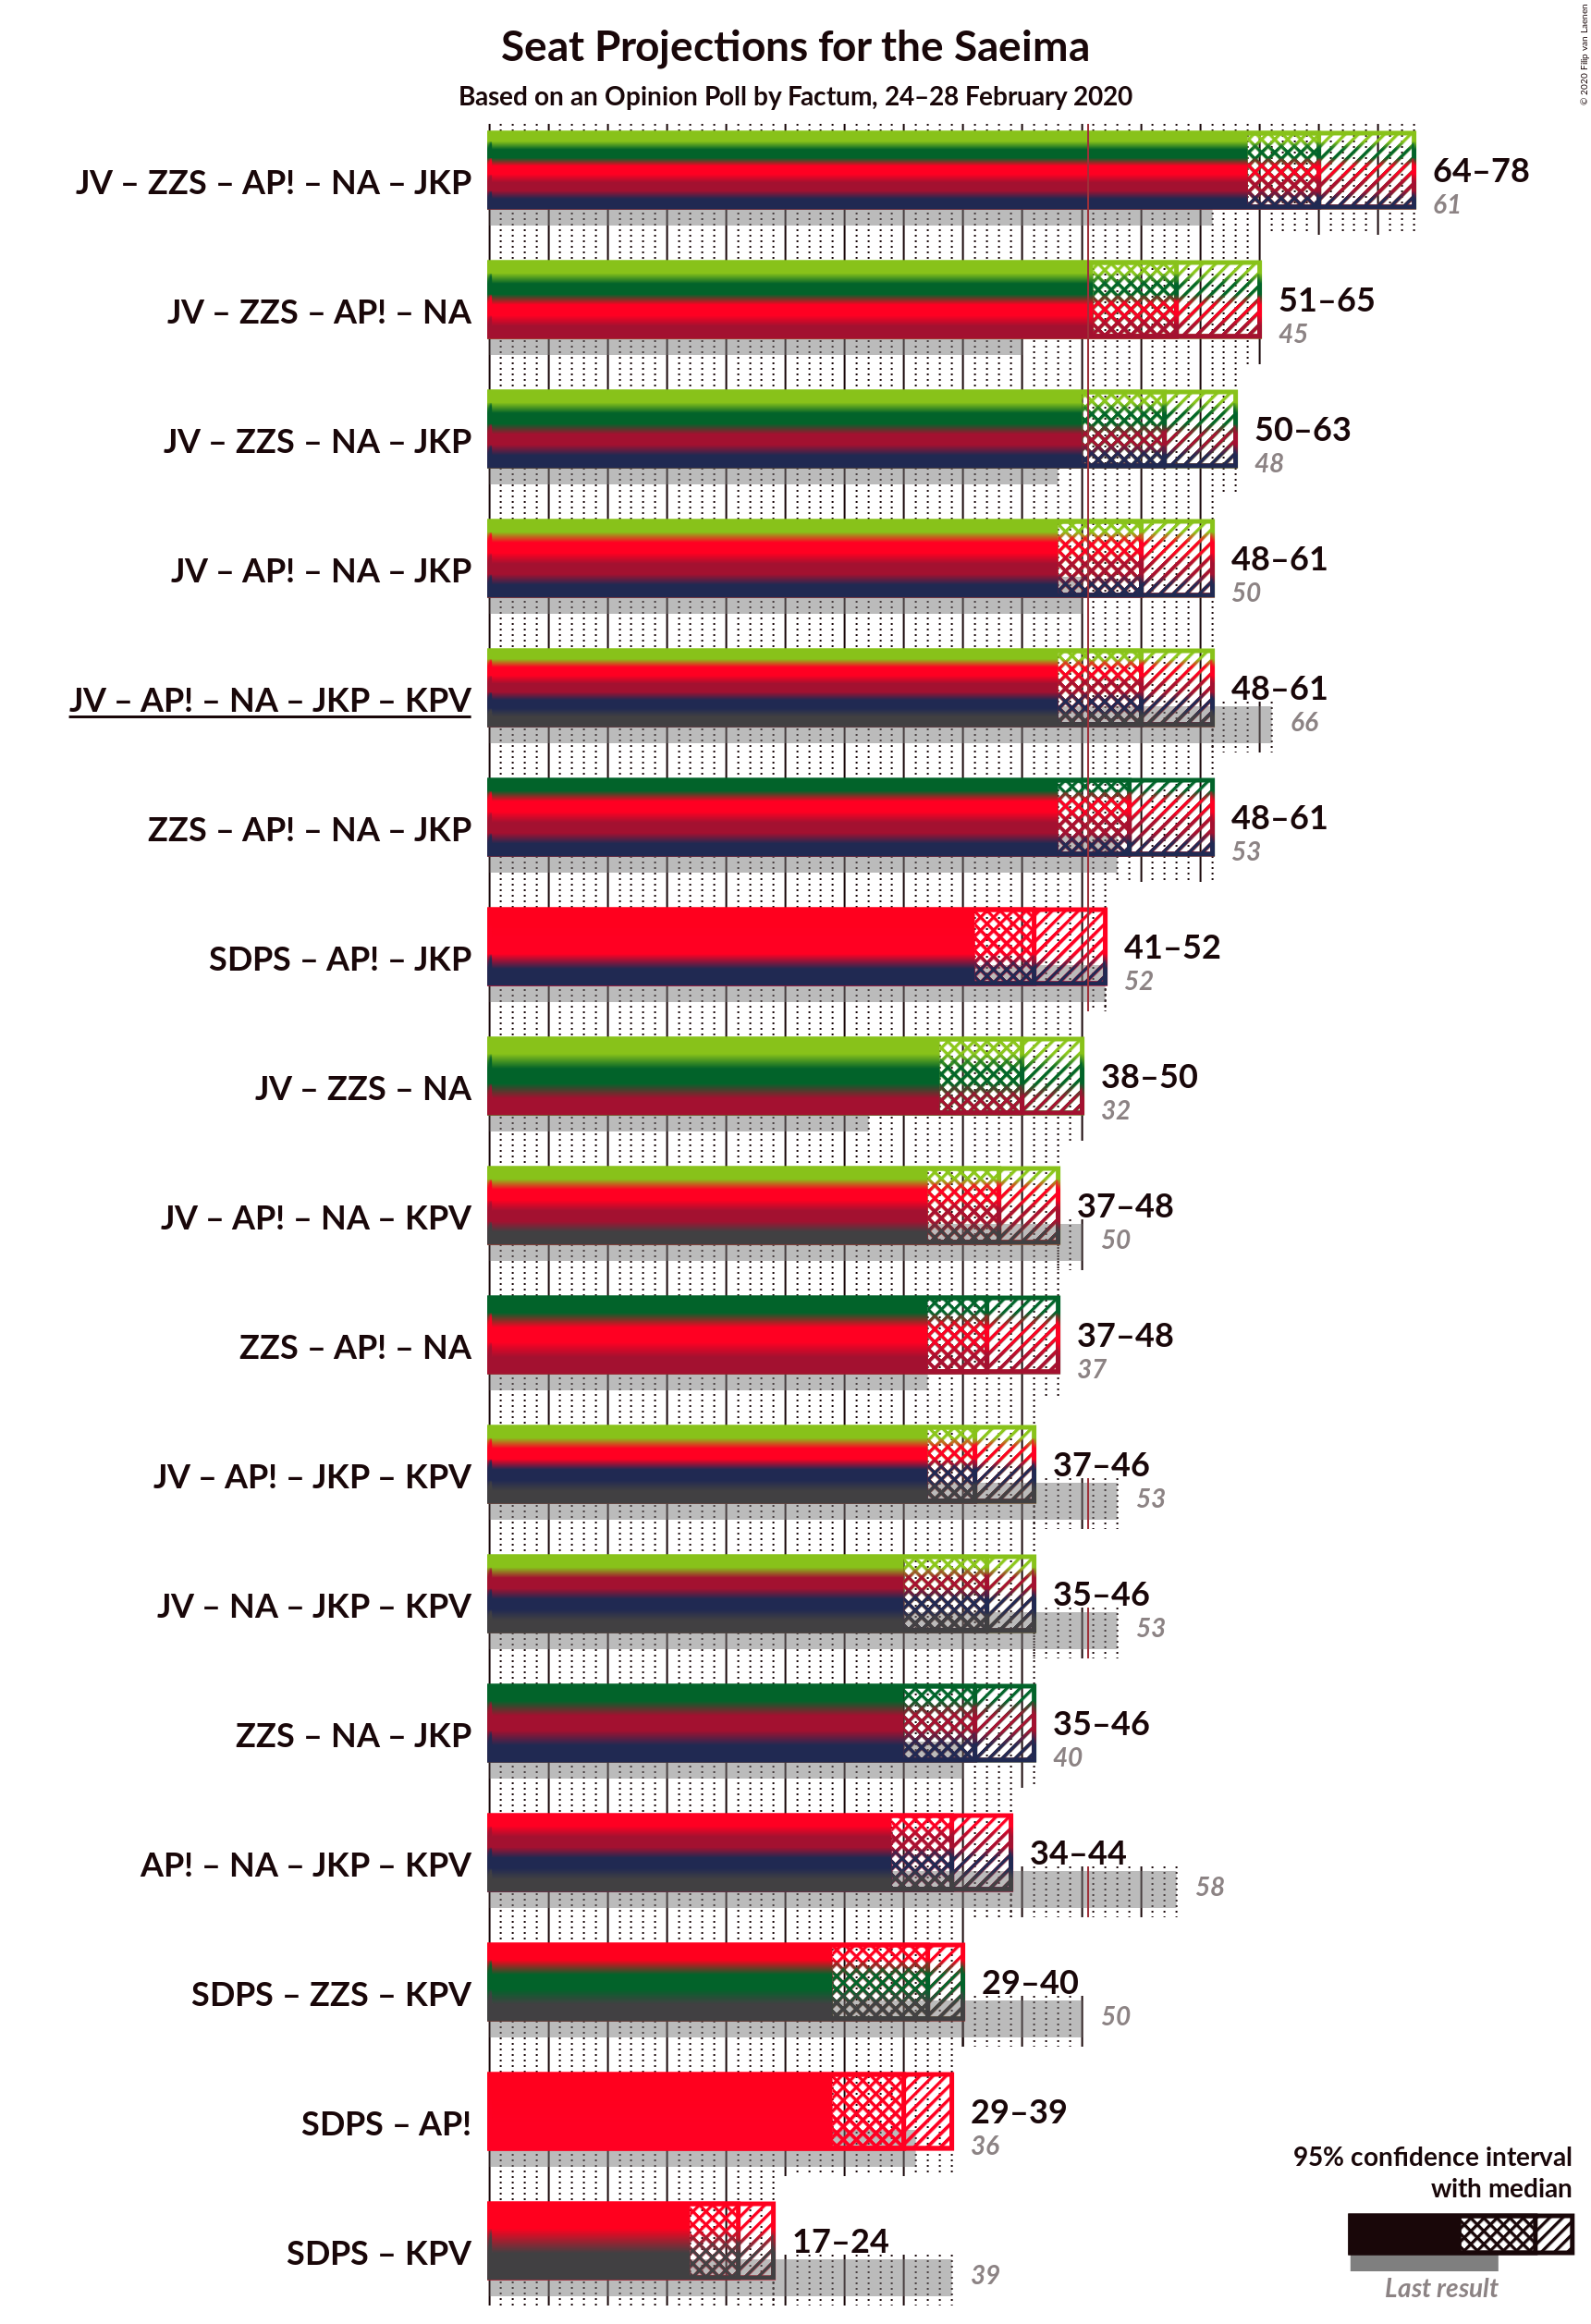 Seat Projections for the Saeima
Based on an Opinion Poll by Factum, 24–28 February 2020
© 2020 Filip van Laenen
JV – ZZS – AP! – NA – JKP
64–78
61
JV – ZZS – AP! – NA
51–65
45
JV – ZZS – NA – JKP
50–63
48
JV – AP! – NA – JKP
48–61
50
JV – AP! – NA – JKP – KPV
48–61
66
ZZS – AP! – NA – JKP
48–61
53
SDPS – AP! – JKP
41–52
52
JV – ZZS – NA
38–50
32
JV – AP! – NA – KPV
37–48
50
ZZS – AP! – NA
37–48
37
JV – AP! – JKP – KPV
37–46
53
JV – NA – JKP – KPV
35–46
53
ZZS – NA – JKP
35–46
40
AP! – NA – JKP – KPV
34–44
58
SDPS – ZZS – KPV
29–40
50
SDPS – AP!
29–39
36
SDPS – KPV
17–24
39
95% confidence interval
with median
Last result